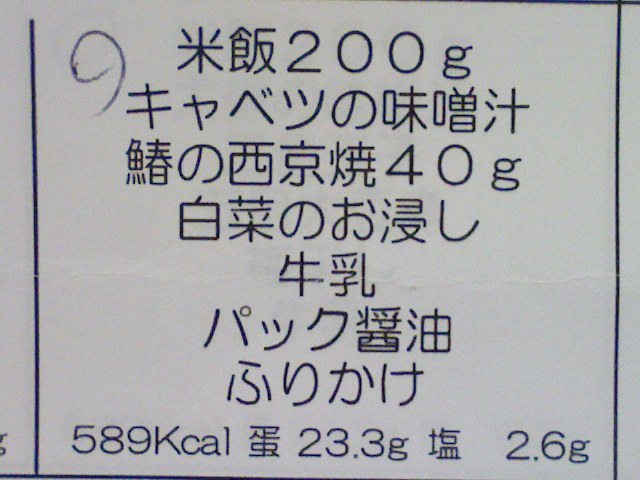 米飯２００ｇ
キャベツの味噌汁
鰆の西京焼４０ｇ
白菜のお浸し
牛乳
パック醤油
ふりかけ
589Kcal 蛋 23.3g 塩 2.6g